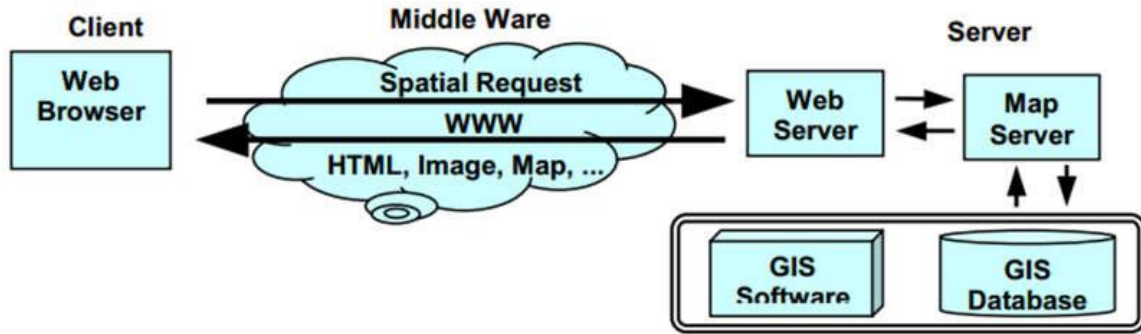 Client
Middle Ware
Server
Web
Browser
Spatial Request
WWW
HTML, Image, Map, ...
Web
Server
Map
Server
GIS
Software
GIS
Database